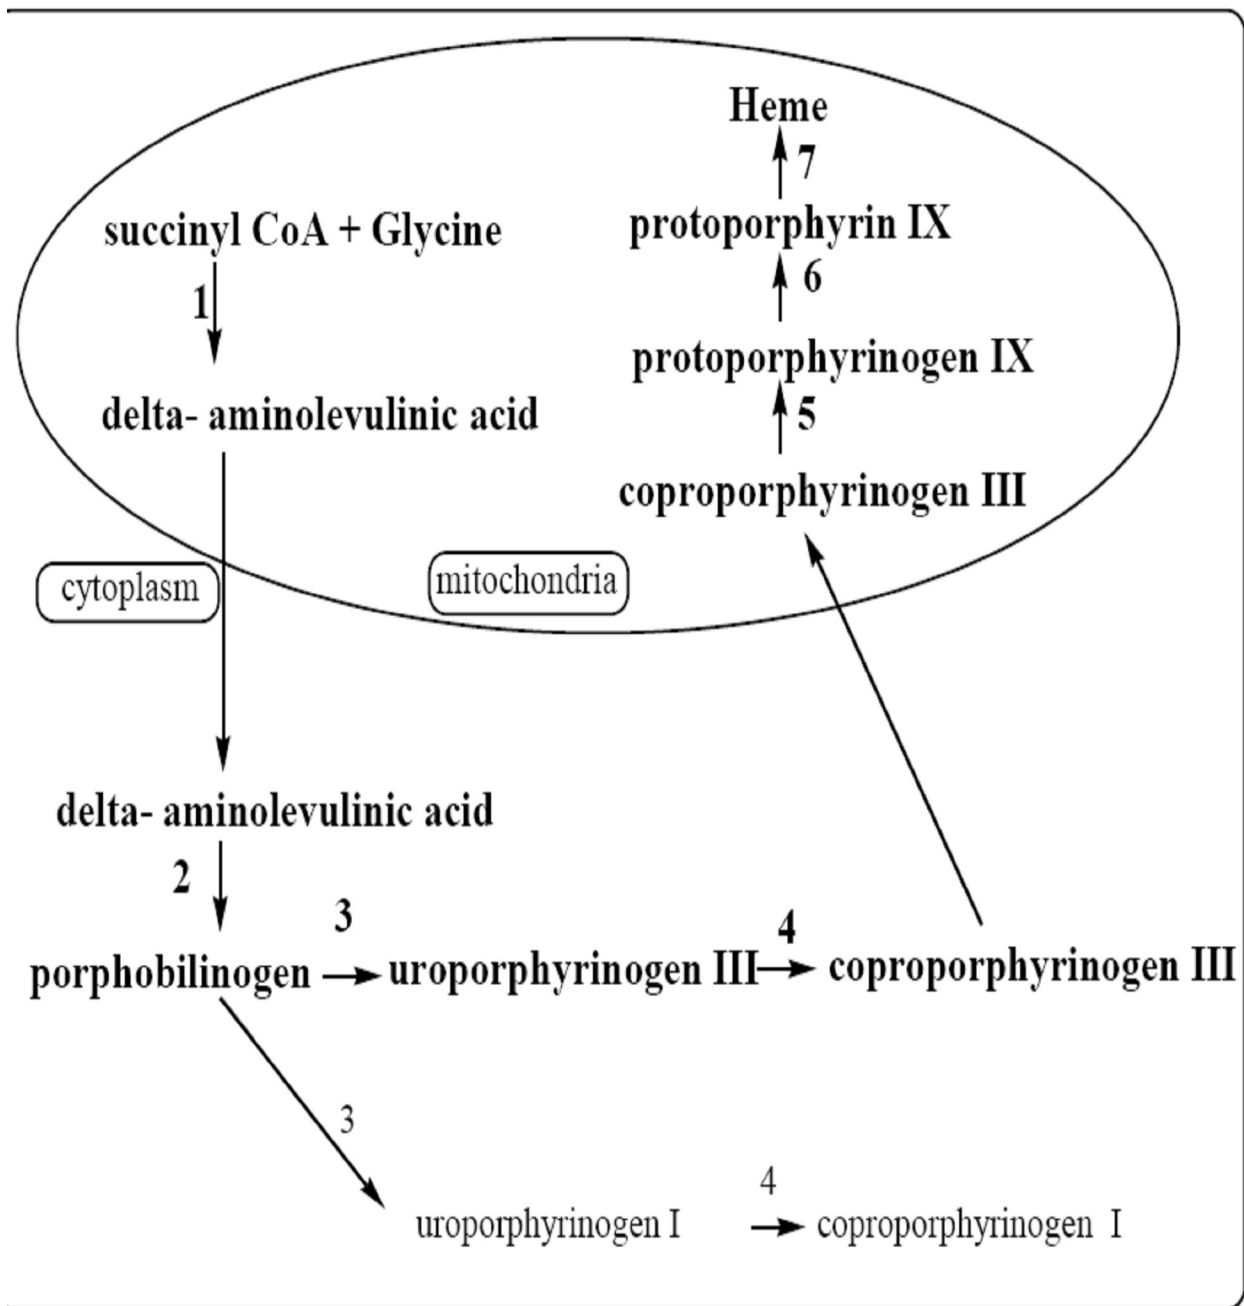 Heme
7
succinyl CoA + Glycine
protoporphyrin IX
1
6
protoporphyrinogen IX
delta- aminolevulinic acid
5
coproporphyrinogen III
cytoplasm
mitochondria
delta- aminolevulinic acid
2
3
4
porphobilinogen
uroporphyrinogen III
coproporphyrinogen III
3
4
uroporphyrinogen I
coproporphyrinogen I